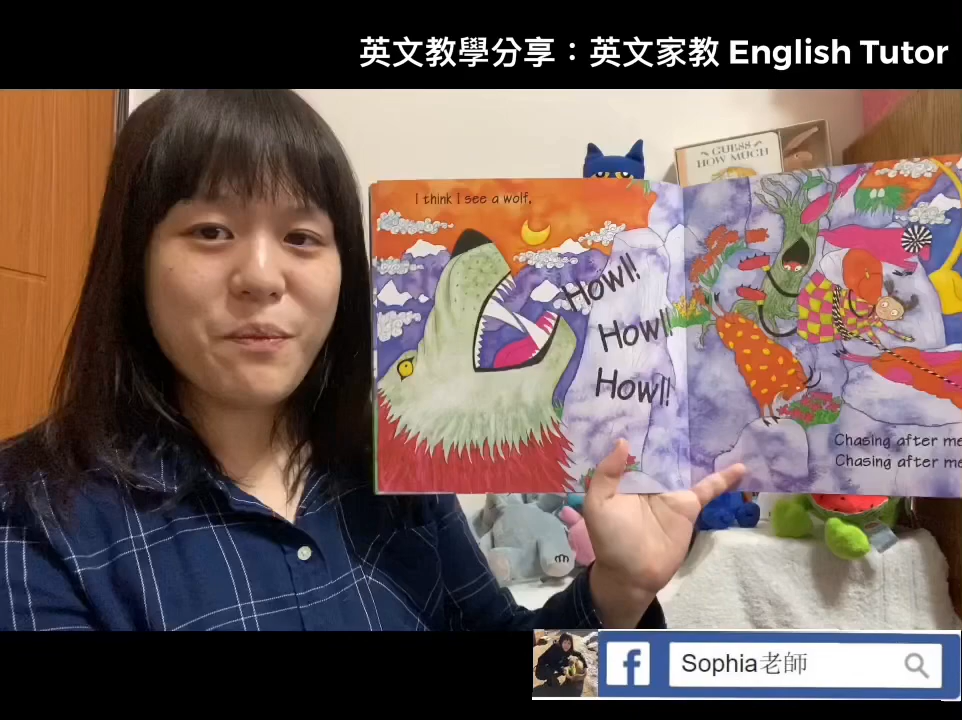 英文教學分享：英文家教 English Tutor
GUESS
HOW MUCH
I think I see a wolf,
Howl!
Howl!
Howl!
Chasing after me
Chasing after me
Sophia老師